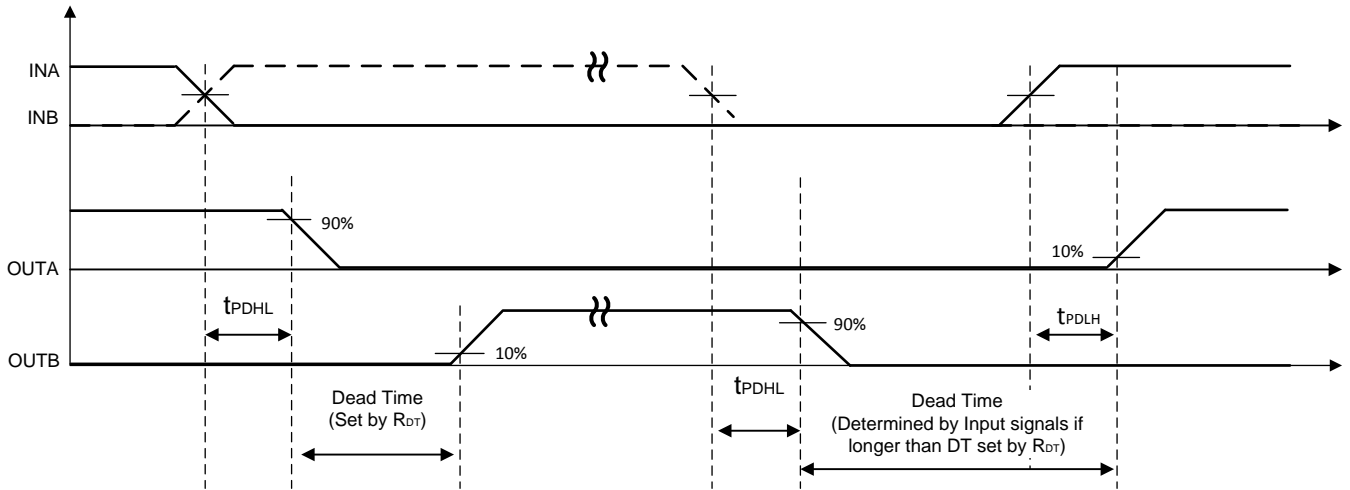 INA
INB
90%
10%
OUTA
tPDHL
tPDLH
90%
10%
OUTB
tPDHL
Dead Time
(Set by RDT)
Dead Time
(Determined by Input signals if
longer than DT set by RDT)